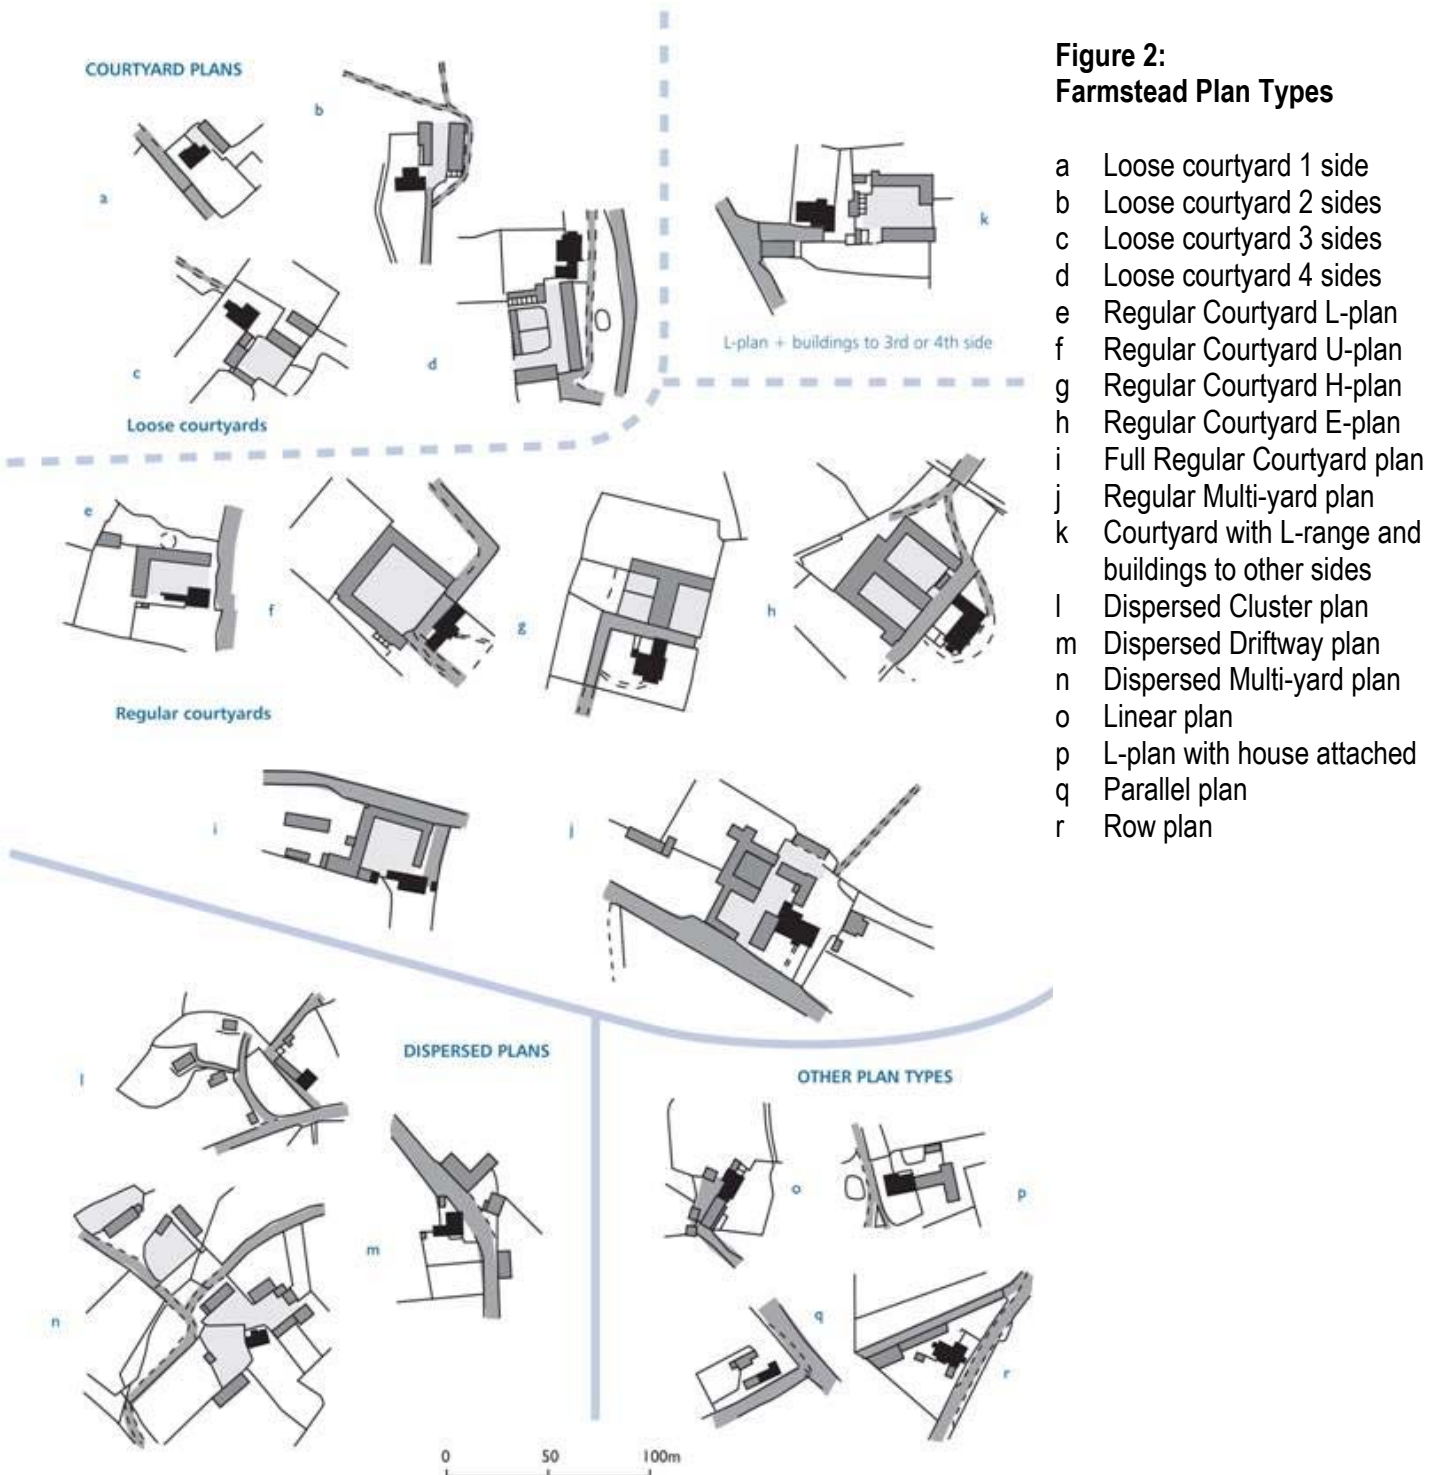 COURTYARD PLANS
a
b
c
d
Loose courtyards
k
L-plan + buildings to 3rd or 4th side
e
f
g
h
Regular courtyards
i
j
l
DISPERSED PLANS
m
n
OTHER PLAN TYPES
o
p
q
r
0 50 100m
Figure 2:
Farmstead Plan Types
a Loose courtyard 1 side
b Loose courtyard 2 sides
c Loose courtyard 3 sides
d Loose courtyard 4 sides
e Regular Courtyard L-plan
f Regular Courtyard U-plan
g Regular Courtyard H-plan
h Regular Courtyard E-plan
i Full Regular Courtyard plan
j Regular Multi-yard plan
k Courtyard with L-range and
buildings to other sides
l Dispersed Cluster plan
m Dispersed Driftway plan
n Dispersed Multi-yard plan
o Linear plan
p L-plan with house attached
q Parallel plan
r Row plan